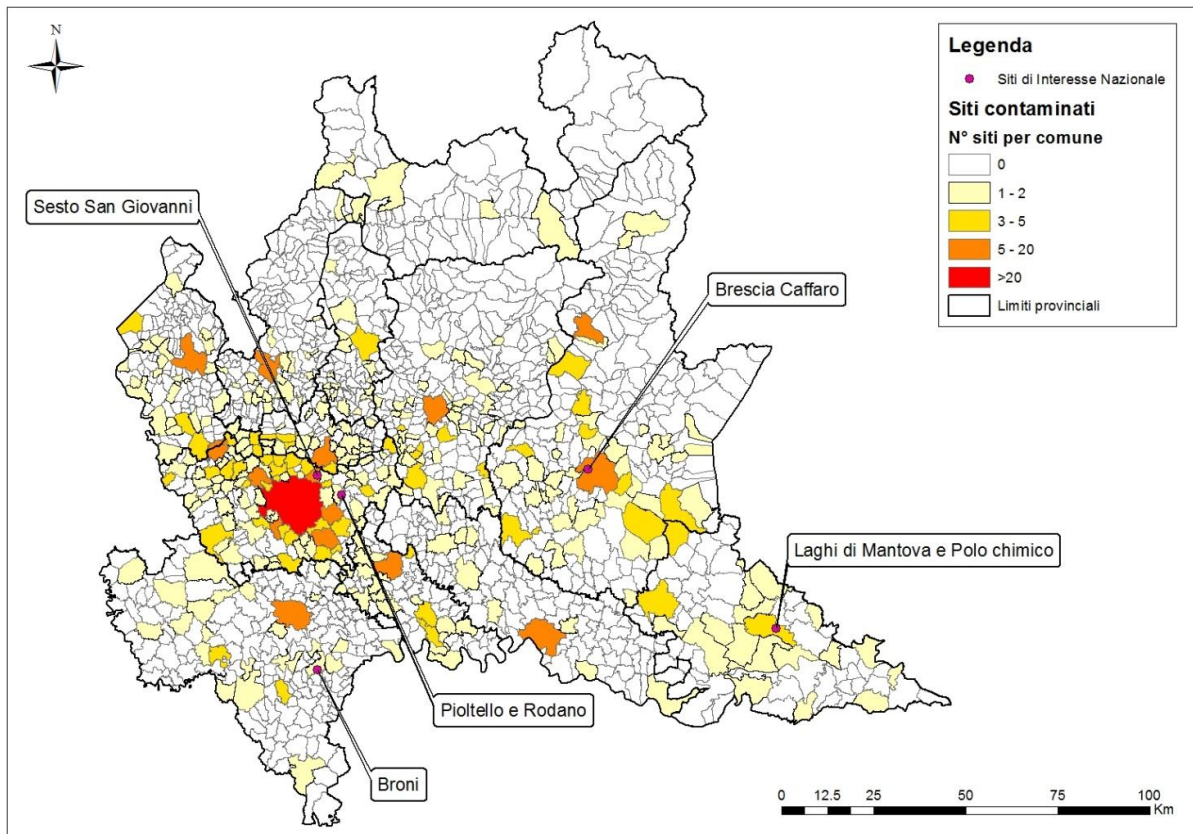 N
Legenda
Siti di Interesse Nazionale
Siti contaminati
N° siti per comune
0
1 - 2
3 - 5
5 - 20
>20
Limiti provinciali
Sesto San Giovanni
Brescia Caffaro
Laghi di Mantova e Polo chimico
Pioltello e Rodano
Broni
0 12.5 25 50 75 100
Km